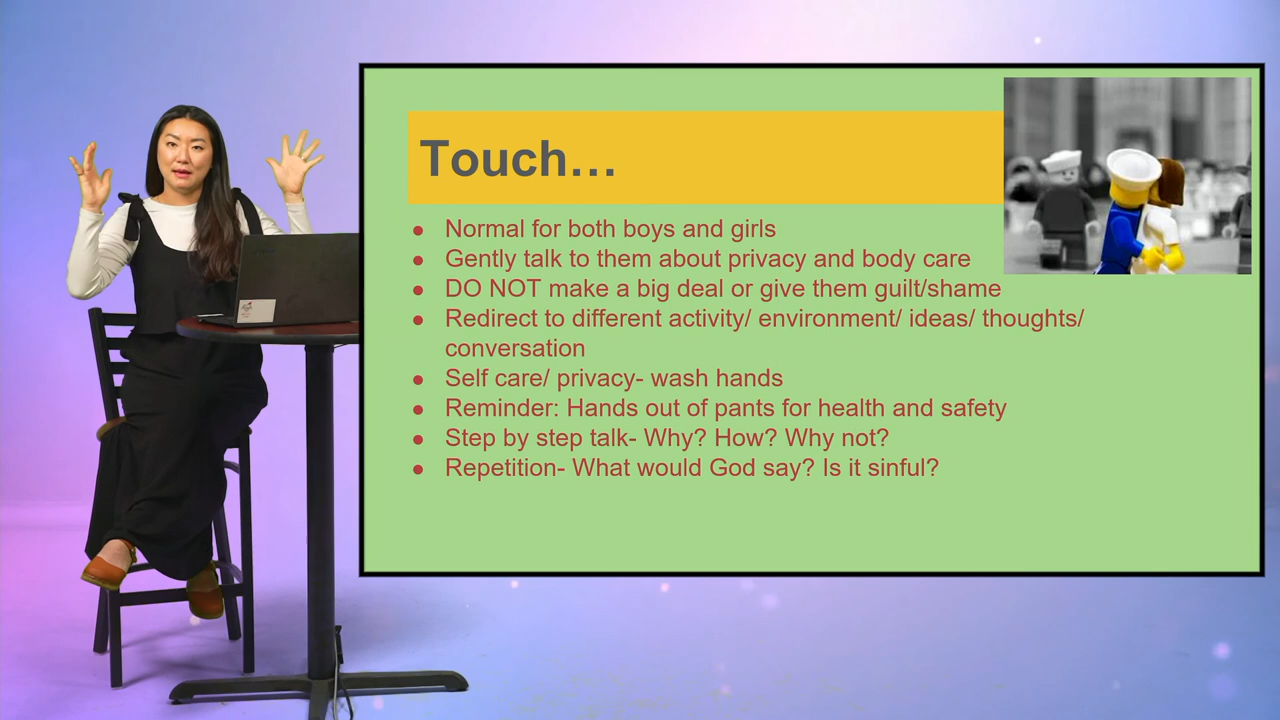 Touch...
● Normal for both boys and girls
● Gently talk to them about privacy and body care
● DO NOT make a big deal or give them guilt/shame
● Redirect to different activity/ environment/ ideas/ thoughts/
conversation
● Self care/ privacy- wash hands
● Reminder: Hands out of pants for health and safety
● Step by step talk- Why? How? Why not?
● Repetition- What would God say? Is it sinful?